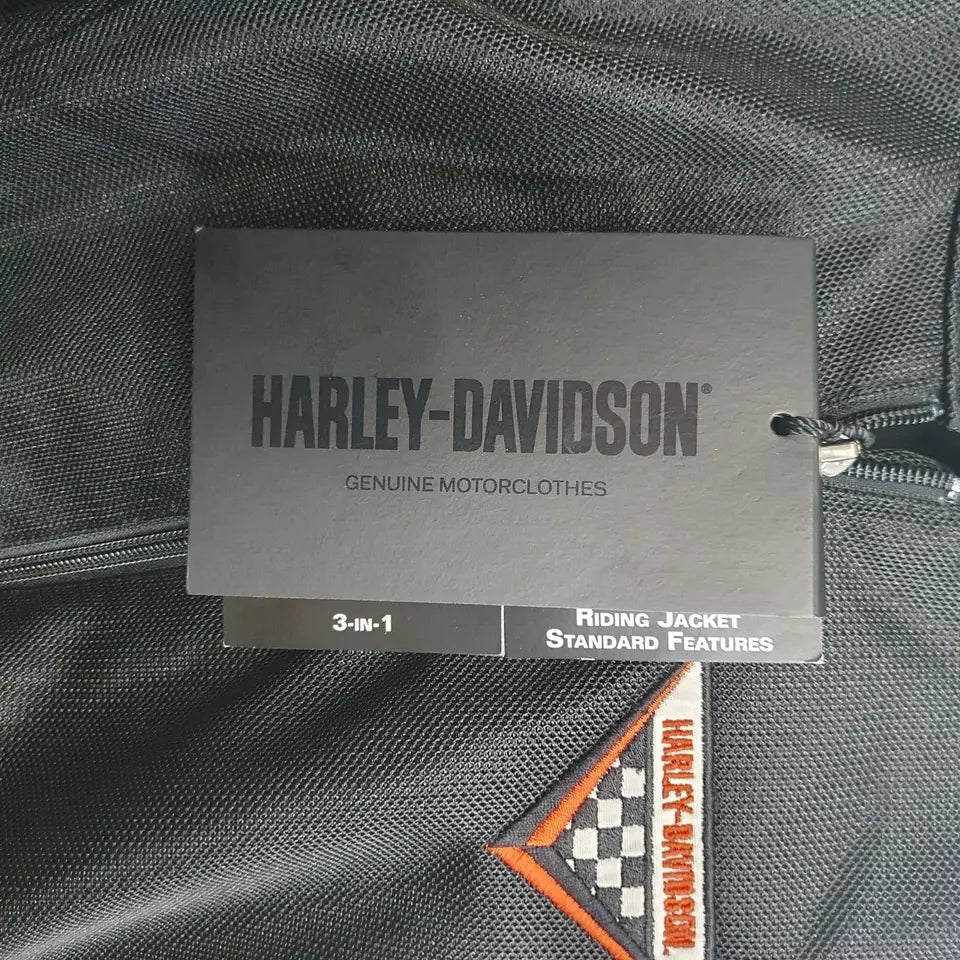 HARLEY-DAVIDSON®
GENUINE MOTORCLOTHES
3-IN-1
RIDING JACKET
STANDARD FEATURES
HARLEY-DAVIDSON